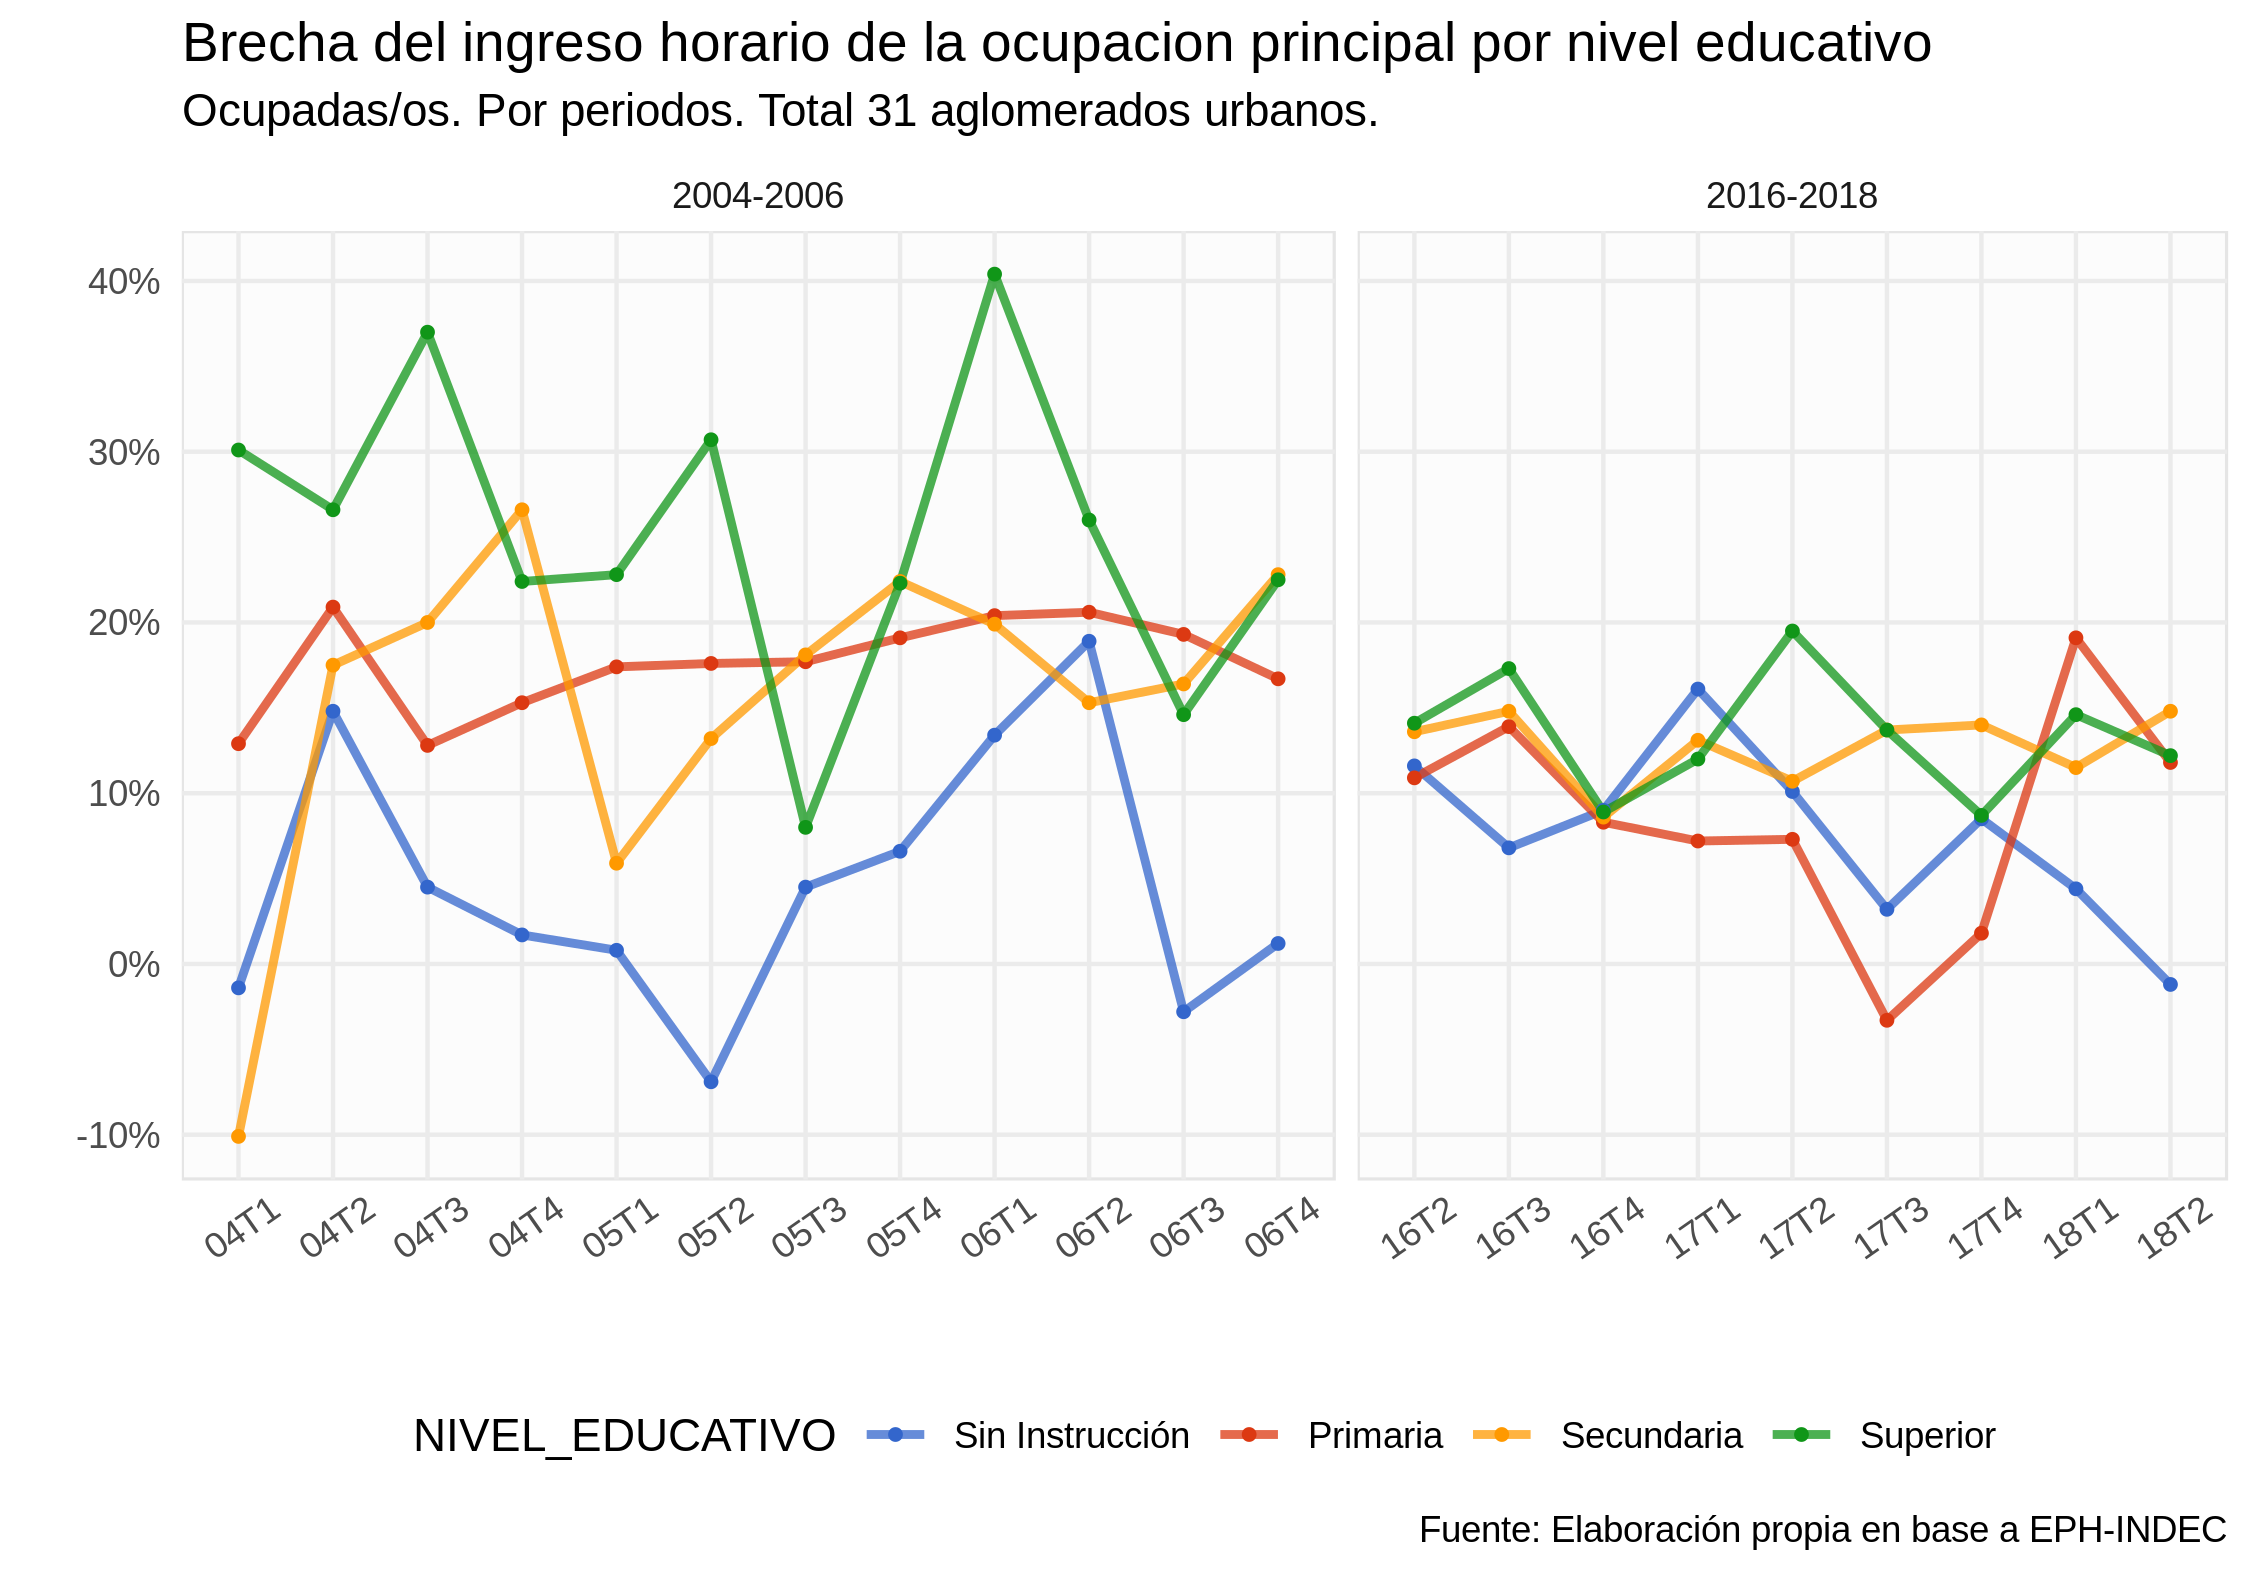 Brecha del ingreso horario de la ocupacion principal por nivel educativo
Ocupadas/os. Por periodos. Total 31 aglomerados urbanos.
2004-2006
2016-2018
40%
30%
20%
10%
0%
-10%
04T1 04T2 04T3 04T4 05T1 05T2 05T3 05T4 06T1 06T2 06T3 06T4
16T2 16T3 16T4 17T1 17T2 17T3 17T4 18T1 18T2
NIVEL_EDUCATIVO Sin Instrucción Primaria Secundaria Superior
Fuente: Elaboración propia en base a EPH-INDEC